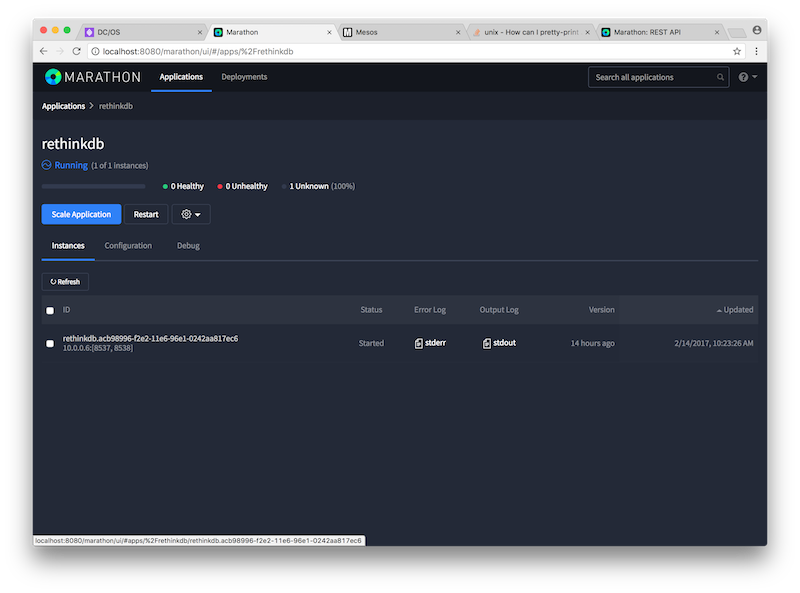 DC/OS
Marathon
Mesos
unix - How can I pretty-print
Marathon: REST API
localhost:8080/marathon/ui/#/apps/%2Frethinkdb
MARATHON
Applications
Deployments
Search all applications
Applications > rethinkdb
rethinkdb
Running (1 of 1 instances)
0 Healthy
0 Unhealthy
1 Unknown (100%)
Scale Application
Restart
Instances
Configuration
Debug
Refresh
ID
Status
Error Log
Output Log
Version
Updated
rethinkdb.acb98996-f2e2-11e6-96e1-0242aa817ec6
10.0.0.6:[8537, 8538]
Started
stderr
stdout
14 hours ago
2/14/2017, 10:23:26 AM
localhost:8080/marathon/ui/#apps/%2Frethinkdb/rethinkdb.acb98996-f2e2-11e6-96e1-0242aa817ec6